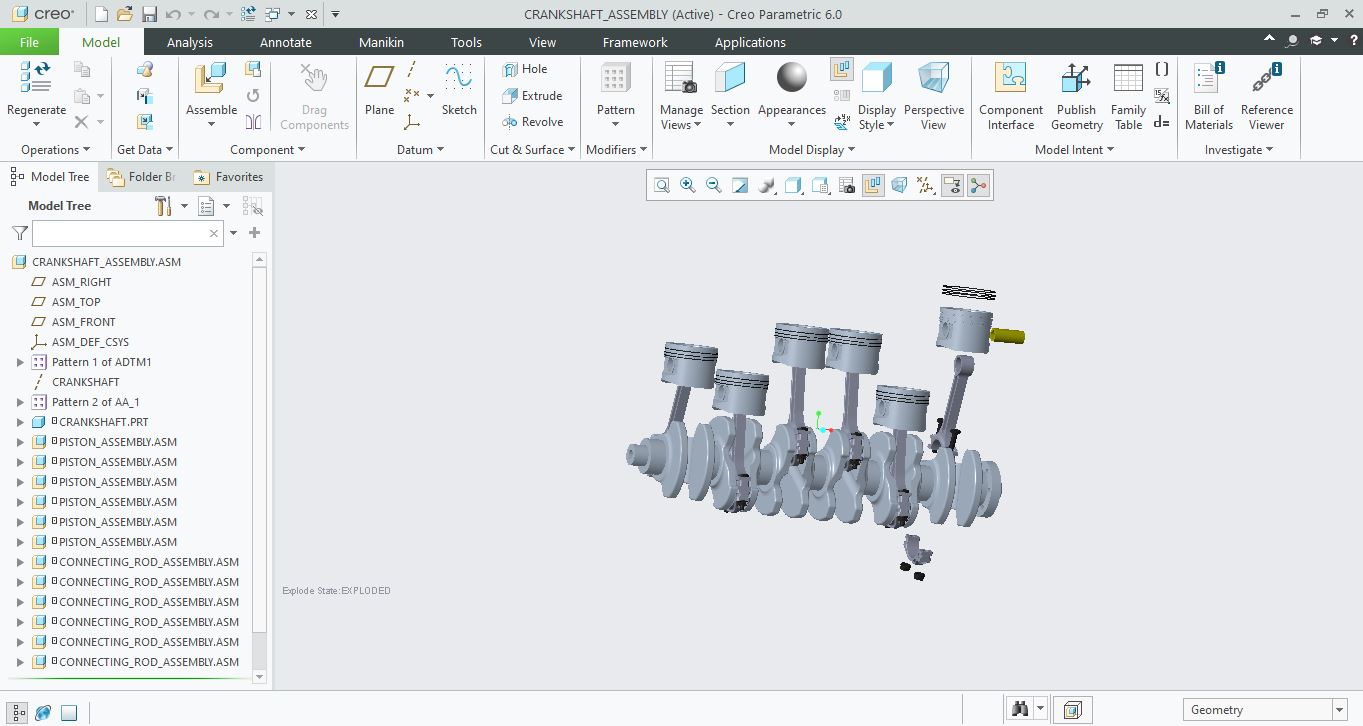 creo°
CRANKSHAFT_ASSEMBLY (Active) - Creo Parametric 6.0
File Model Analysis Annotate Manikin Tools View Framework Applications
Regenerate
Operations
Get Data
Assemble
Drag Components
Component
Plane
Sketch
Datum
Hole
Extrude
Revolve
Cut & Surface
Pattern
Modifiers
Manage Views
Section
Appearances
Display Style
Perspective View
Model Display
Component Interface
Publish Geometry
Family Table
d=
Model Intent
Bill of Materials
Reference Viewer
Investigate
Model Tree Folder Br Favorites
Model Tree
CRANKSHAFT_ASSEMBLY.ASM
ASM_RIGHT
ASM_TOP
ASM_FRONT
ASM_DEF_CSYS
Pattern 1 of ADTM1
CRANKSHAFT
Pattern 2 of AA_1
CRANKSHAFT.PRT
PISTON_ASSEMBLY.ASM
PISTON_ASSEMBLY.ASM
PISTON_ASSEMBLY.ASM
PISTON_ASSEMBLY.ASM
PISTON_ASSEMBLY.ASM
PISTON_ASSEMBLY.ASM
CONNECTING_ROD_ASSEMBLY.ASM
CONNECTING_ROD_ASSEMBLY.ASM
CONNECTING_ROD_ASSEMBLY.ASM
CONNECTING_ROD_ASSEMBLY.ASM
CONNECTING_ROD_ASSEMBLY.ASM
CONNECTING_ROD_ASSEMBLY.ASM
Explode State:EXPLODED
Geometry